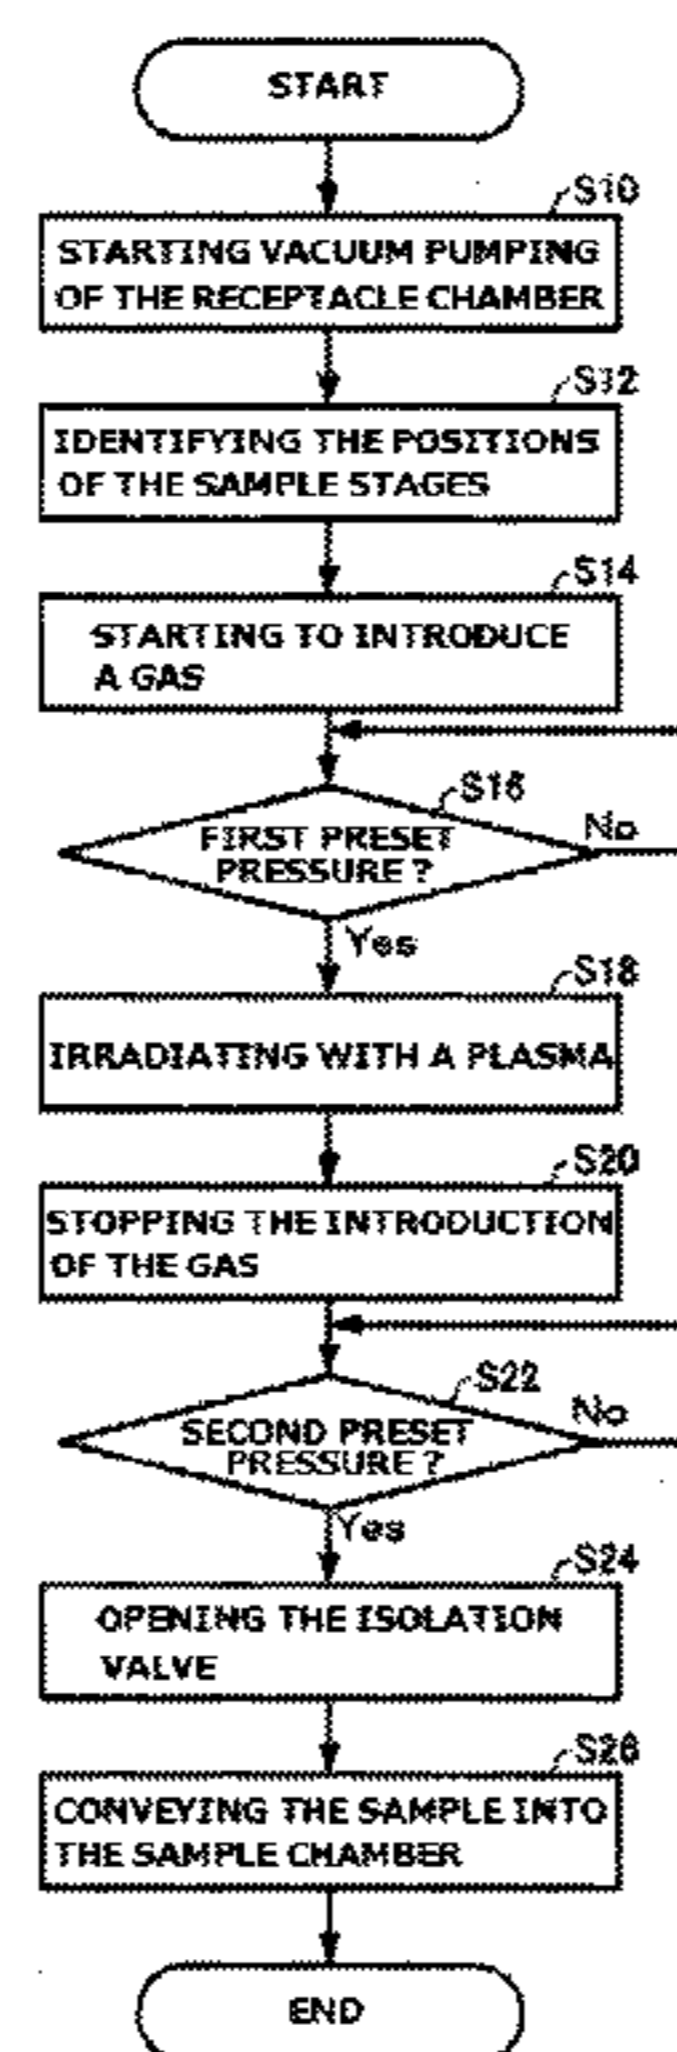 START
S10
STARTING VACUUM PUMPING
OF THE RECEPTACLE CHAMBER
S12
IDENTIFYING THE POSITIONS
OF THE SAMPLE STAGES
S14
STARTING TO INTRODUCE
A GAS
S16
FIRST PRESET
PRESSURE ?
No
Yes
S18
IRRADIATING WITH A PLASMA
S20
STOPPING THE INTRODUCTION
OF THE GAS
S22
SECOND PRESET
PRESSURE ?
No
Yes
S24
OPENING THE ISOLATION
VALVE
S26
CONVEYING THE SAMPLE INTO
THE SAMPLE CHAMBER
END